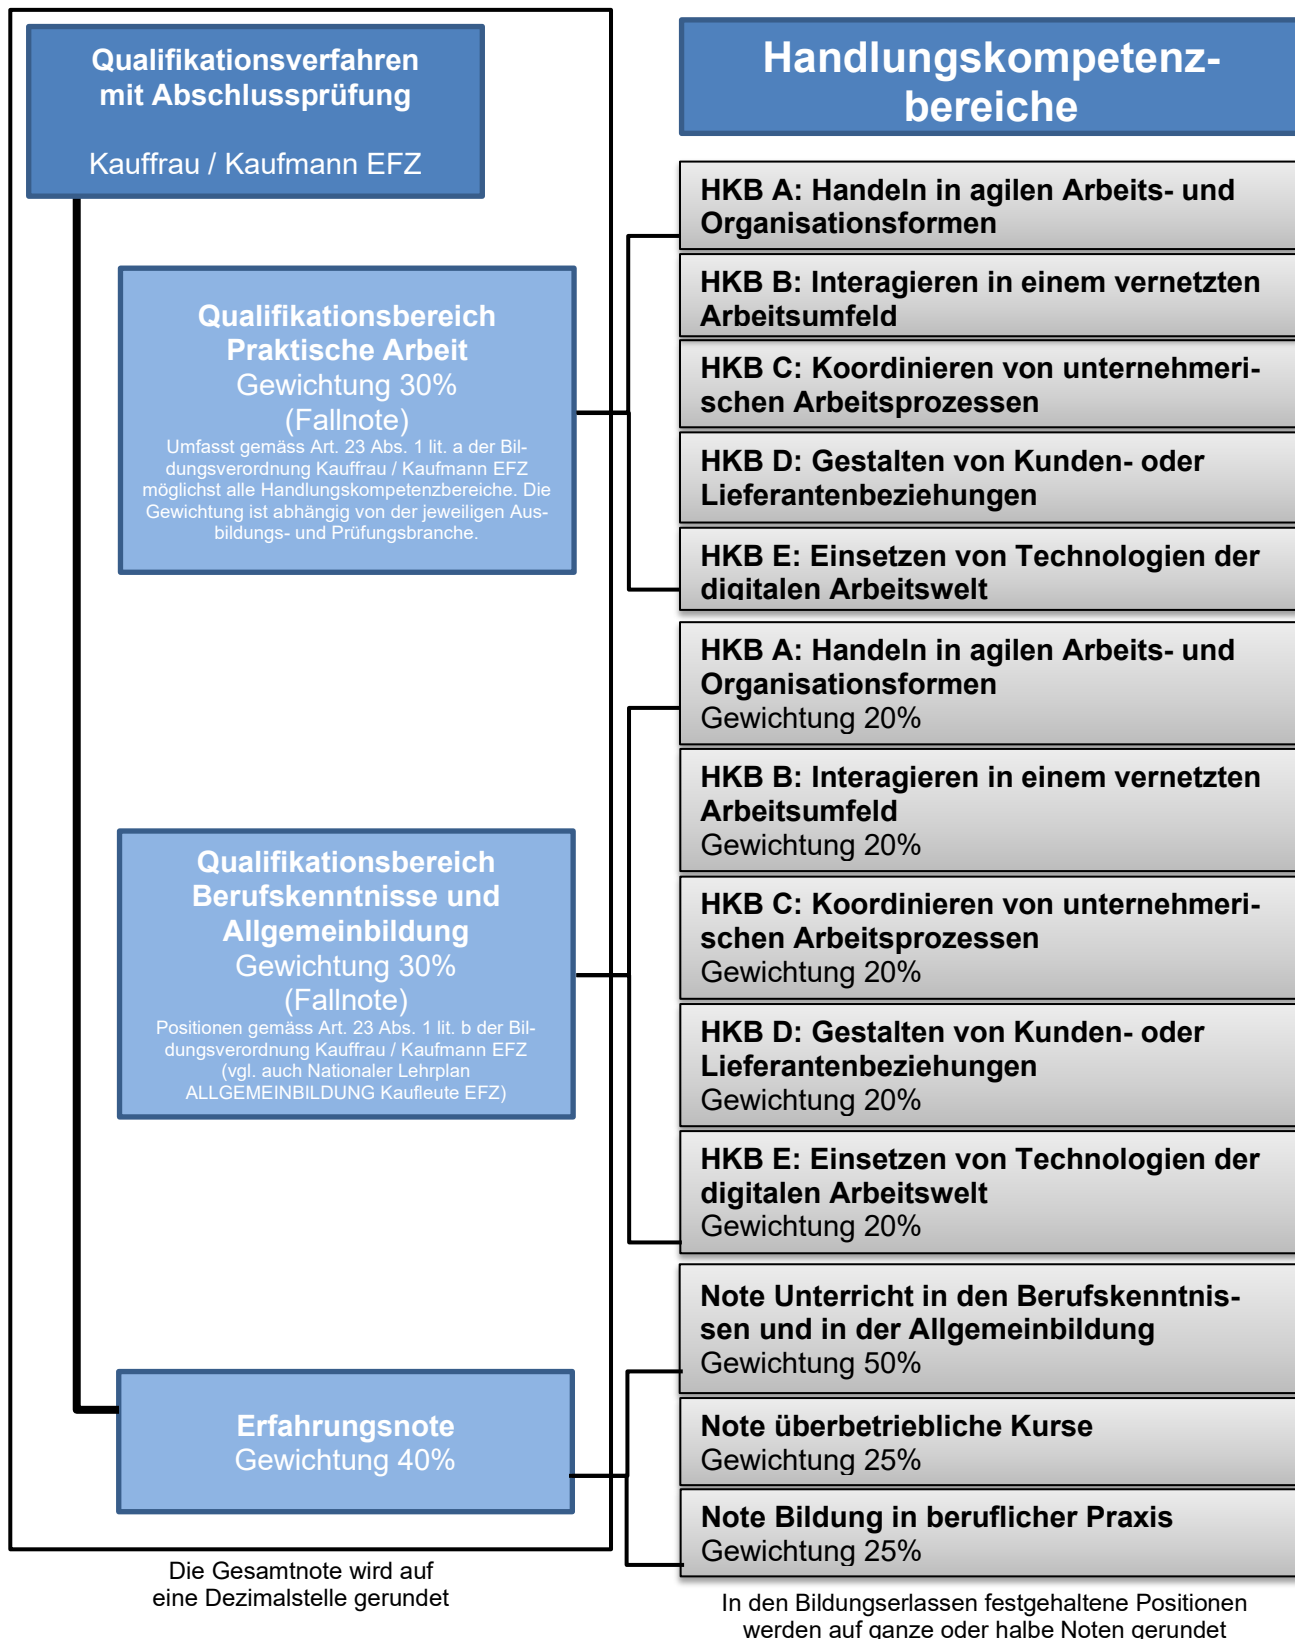 Qualifikationsverfahren
mit Abschlussprüfung
Kauffrau / Kaufmann EFZ
Handlungskompetenz-
bereiche
Qualifikationsbereich
Praktische Arbeit
Gewichtung 30%
(Fallnote)
Umfasst gemäss Art. 23 Abs. 1 lit. a der Bil-
dungsverordnung Kauffrau / Kaufmann EFZ
möglichst alle Handlungskompetenzbereiche. Die
Gewichtung ist abhängig von der jeweiligen Aus-
bildungs- und Prüfungsbranche.
HKB A: Handeln in agilen Arbeits- und
Organisationsformen
HKB B: Interagieren in einem vernetzten
Arbeitsumfeld
HKB C: Koordinieren von unternehmeri-
schen Arbeitsprozessen
HKB D: Gestalten von Kunden- oder
Lieferantenbeziehungen
HKB E: Einsetzen von Technologien der
digitalen Arbeitswelt
Qualifikationsbereich
Berufskenntnisse und
Allgemeinbildung
Gewichtung 30%
(Fallnote)
Positionen gemäss Art. 23 Abs. 1 lit. b der Bil-
dungsverordnung Kauffrau / Kaufmann EFZ
(vgl. auch Nationaler Lehrplan
ALLGEMEINBILDUNG Kaufleute EFZ)
HKB A: Handeln in agilen Arbeits- und
Organisationsformen
Gewichtung 20%
HKB B: Interagieren in einem vernetzten
Arbeitsumfeld
Gewichtung 20%
HKB C: Koordinieren von unternehmeri-
schen Arbeitsprozessen
Gewichtung 20%
HKB D: Gestalten von Kunden- oder
Lieferantenbeziehungen
Gewichtung 20%
HKB E: Einsetzen von Technologien der
digitalen Arbeitswelt
Gewichtung 20%
Erfahrungsnote
Gewichtung 40%
Note Unterricht in den Berufskenntnis-
sen und in der Allgemeinbildung
Gewichtung 50%
Note überbetriebliche Kurse
Gewichtung 25%
Note Bildung in beruflicher Praxis
Gewichtung 25%
Die Gesamtnote wird auf
eine Dezimalstelle gerundet
In den Bildungserlassen festgehaltene Positionen
werden auf ganze oder halbe Noten gerundet